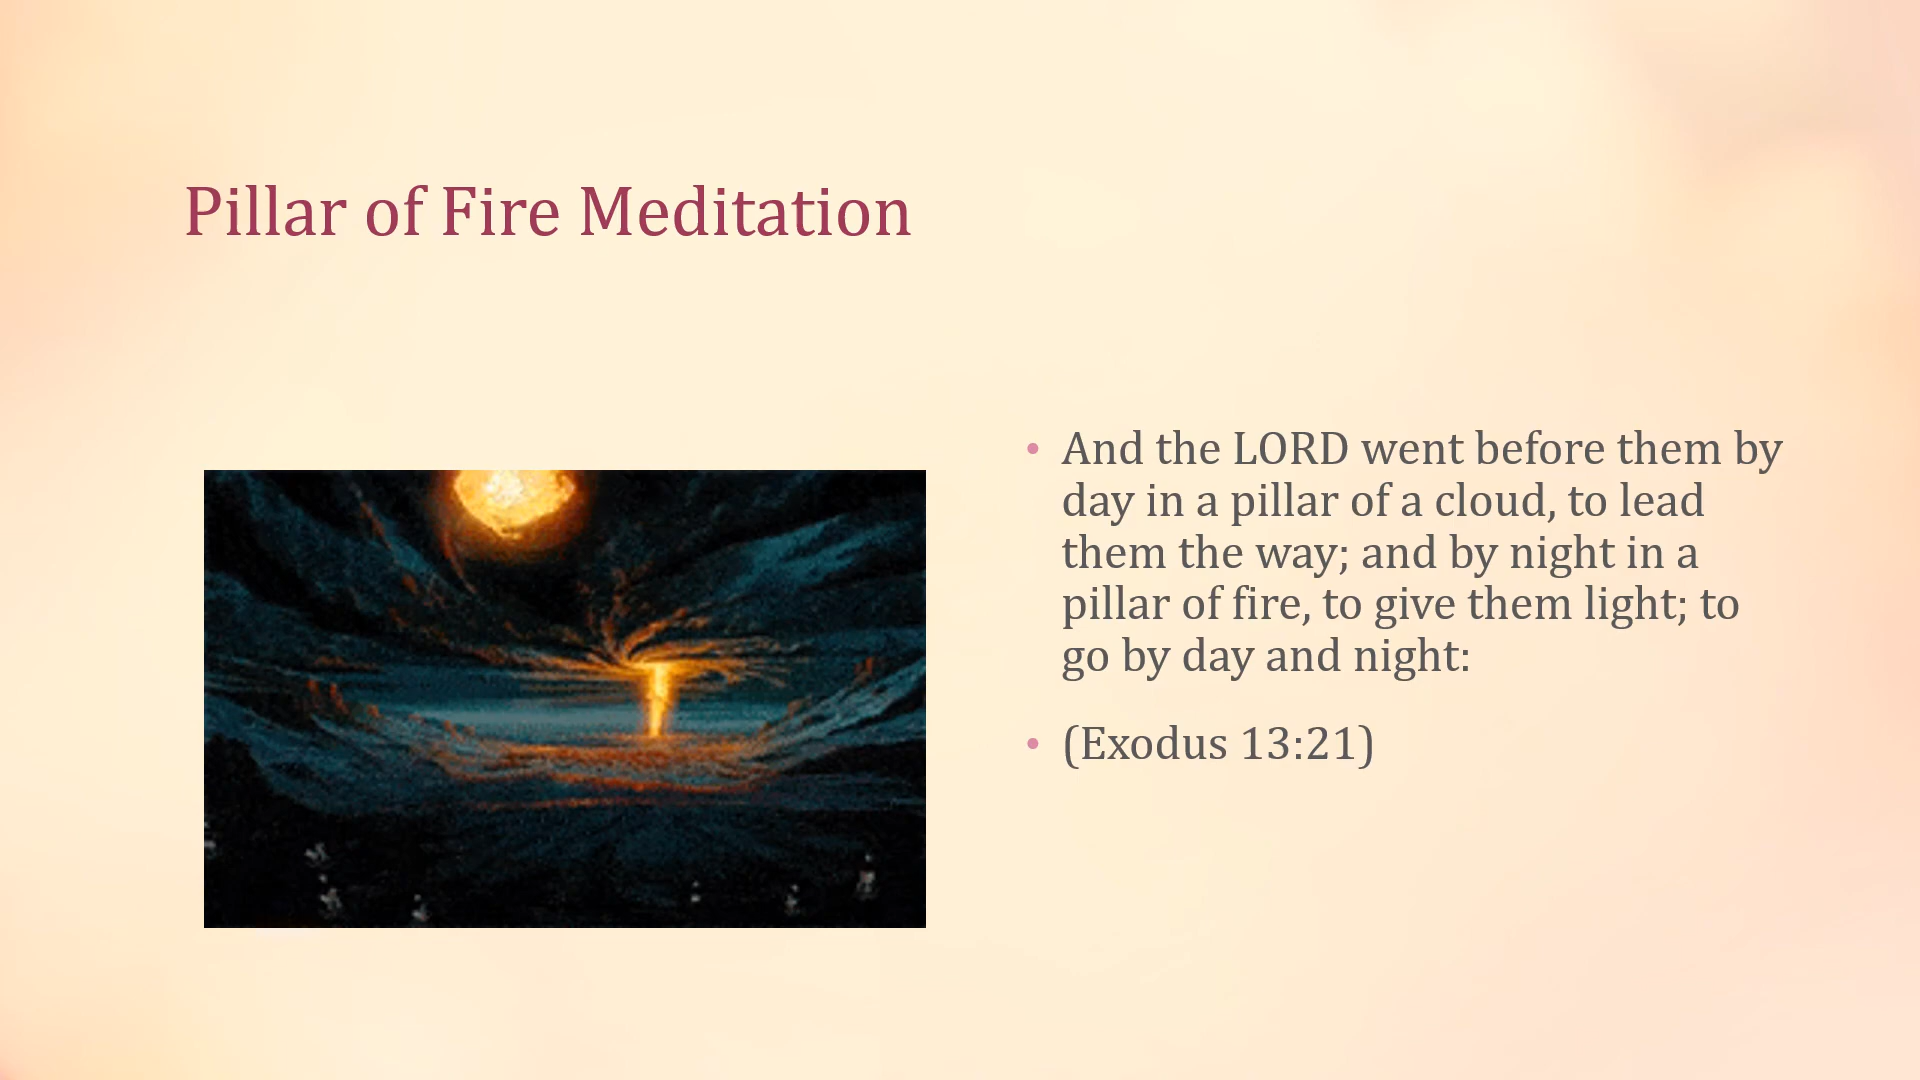 Pillar of Fire Meditation
• And the LORD went before them by
day in a pillar of a cloud, to lead
them the way; and by night in a
pillar of fire, to give them light; to
go by day and night:
• (Exodus 13:21)